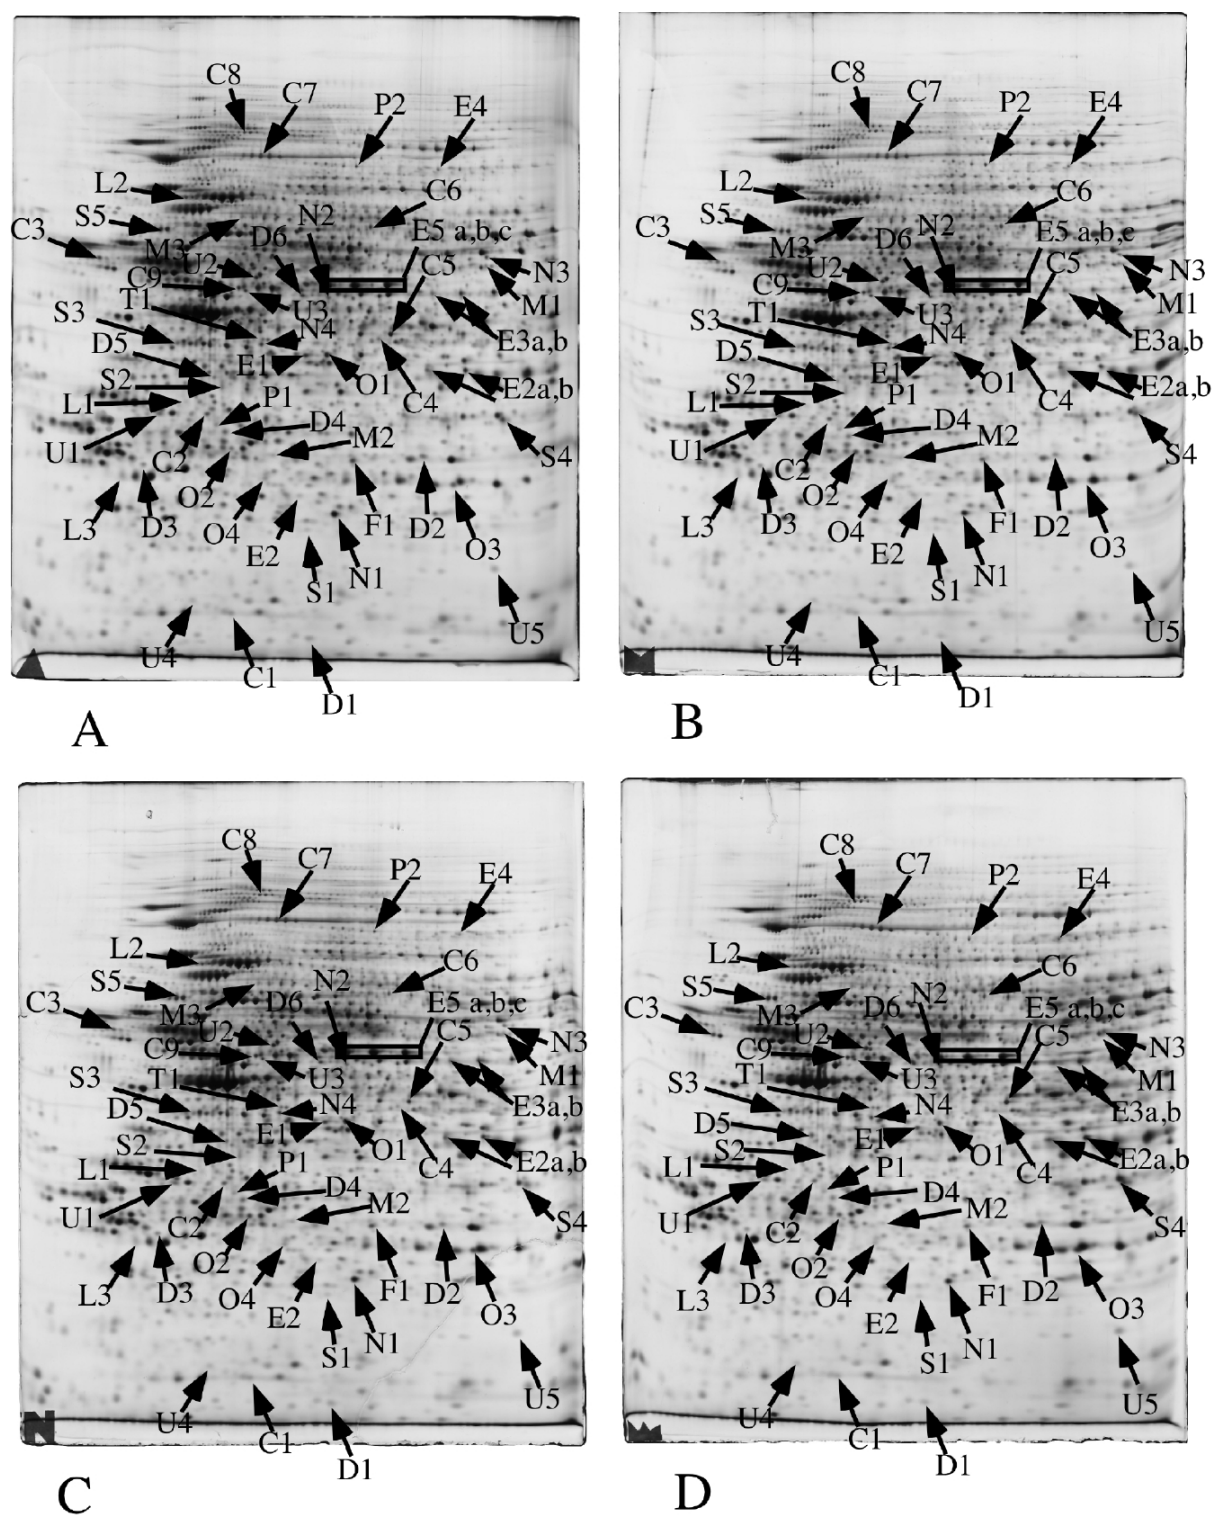 C8
C7
P2
E4
L2
C6
S5
N2
C3
M3
D6
E5 a,b,c
U2
C5
N3
C9
T1
U3
M1
S3
N4
E3a,b
D5
E1
S2
O1
E2a,b
L1
P1
C4
D4
U1
C2
M2
S4
O2
L3
D3
O4
F1
D2
E2
O3
S1
N1
U4
U5
C1
D1
A
C8
C7
P2
E4
L2
C6
S5
N2
C3
M3
D6
E5 a,b,c
U2
C5
N3
C9
T1
U3
M1
S3
N4
E3a,b
D5
E1
S2
O1
E2a,b
L1
P1
C4
D4
U1
C2
M2
S4
O2
L3
D3
O4
F1
D2
E2
O3
S1
N1
U4
U5
C1
D1
B
C8
C7
P2
E4
L2
C6
S5
N2
C3
M3
D6
E5 a,b,c
U2
C5
N3
C9
T1
U3
M1
S3
N4
E3a,b
D5
E1
S2
O1
E2a,b
L1
P1
C4
D4
U1
C2
M2
S4
O2
L3
D3
O4
F1
D2
E2
O3
S1
N1
U4
U5
C1
D1
N
C
C8
C7
P2
E4
L2
C6
S5
N2
C3
M3
D6
E5 a,b,c
U2
C5
N3
C9
T1
U3
M1
S3
N4
E3a,b
D5
E1
S2
O1
E2a,b
L1
P1
C4
D4
U1
C2
M2
S4
O2
L3
D3
O4
F1
D2
E2
O3
S1
N1
U4
U5
C1
D1
D